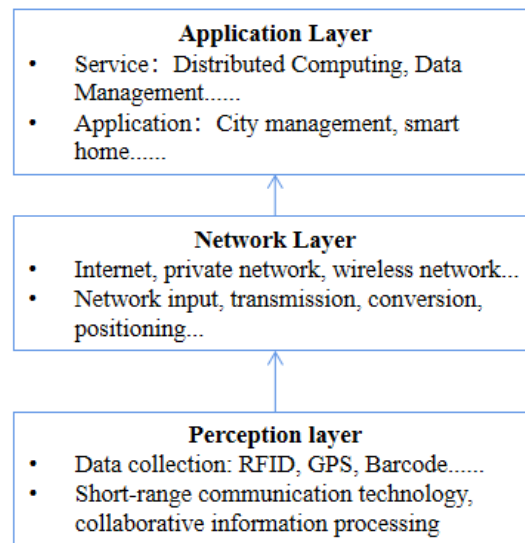 Application Layer
• Service：Distributed Computing, Data
Management......
• Application：City management, smart
home......
Network Layer
• Internet, private network, wireless network...
• Network input, transmission, conversion,
positioning...
Perception layer
• Data collection: RFID, GPS, Barcode......
• Short-range communication technology,
collaborative information processing